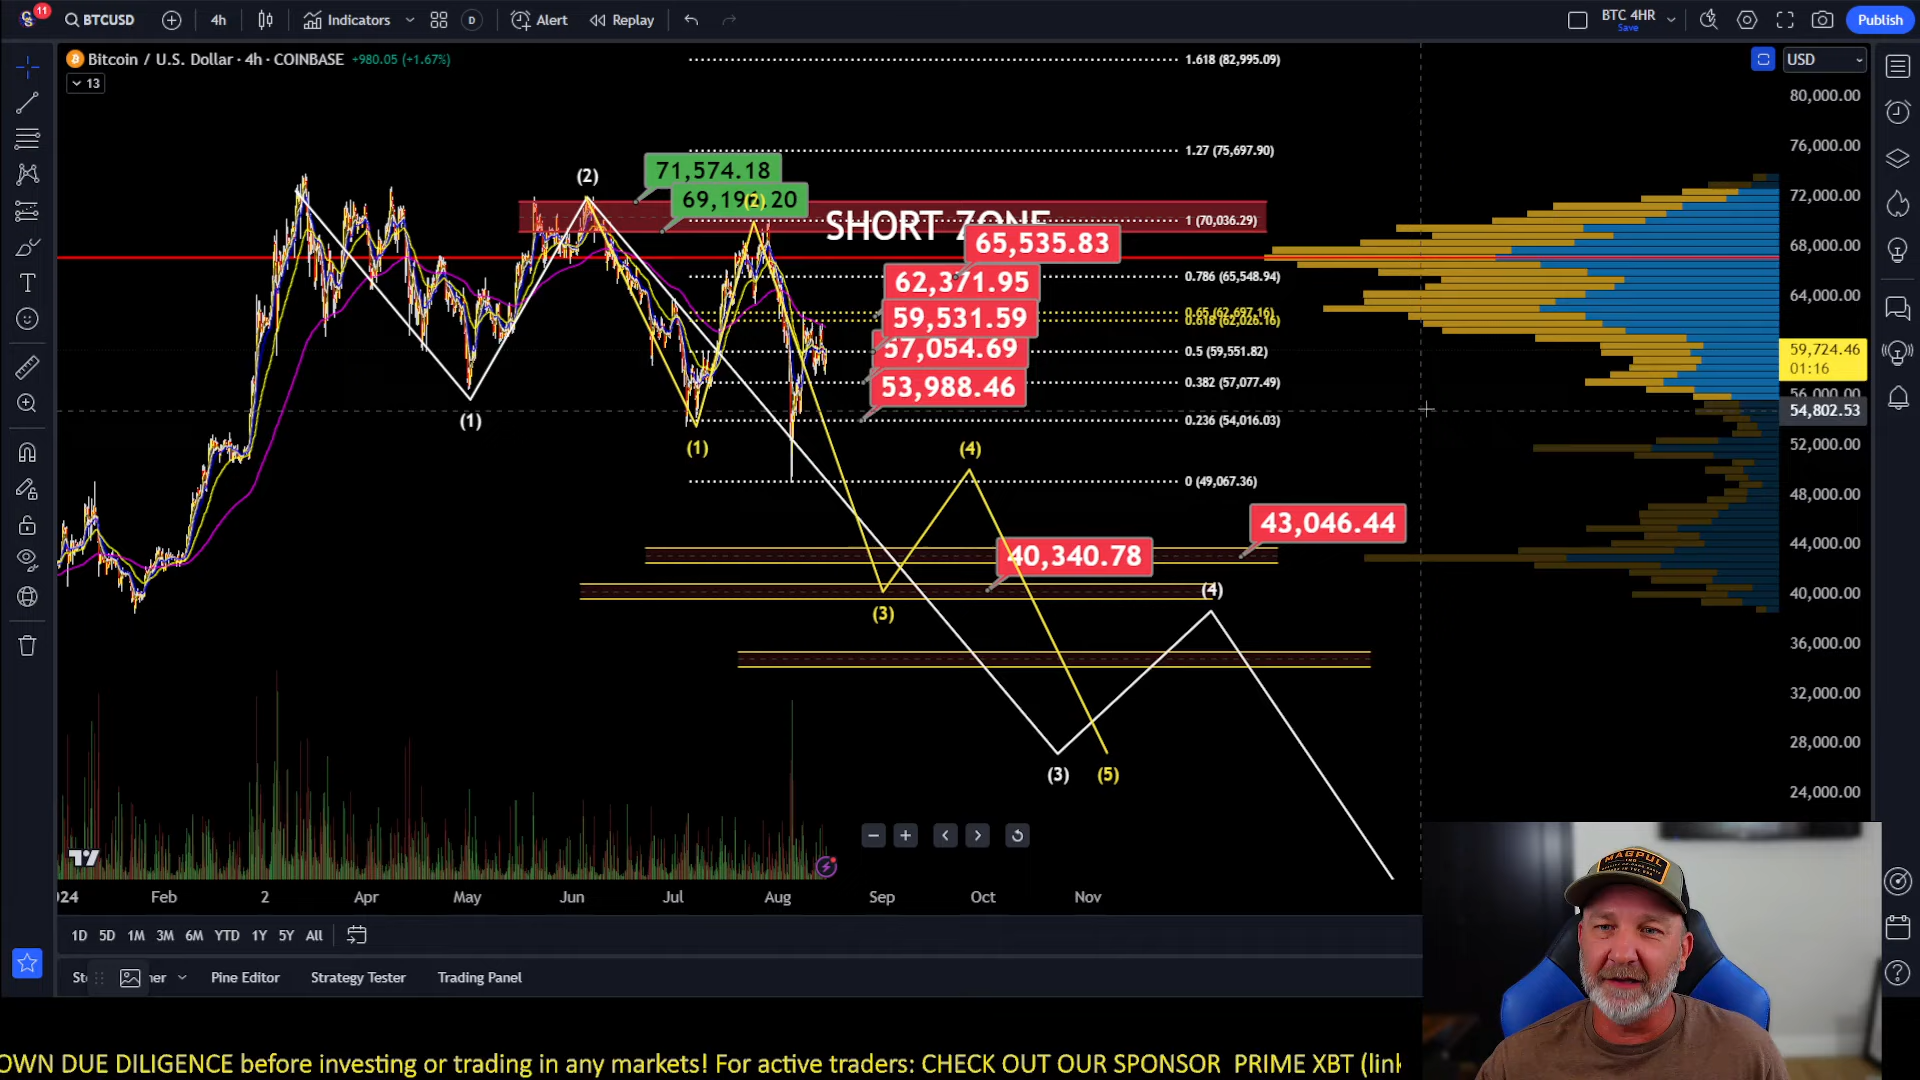 11
BTCUSD
4h
Indicators
D
Alert
Replay
BTC 4HR
Save
Publish
Bitcoin / U.S. Dollar · 4h · COINBASE +980.05 (+1.67%)
13
USD
1.618 (82,995.09)
80,000.00
1.27 (75,697.90)
76,000.00
(2)
71,574.18
72,000.00
(2)
SHORT ZONE
1 (70,036.29)
65,535.83
68,000.00
0.786 (65,548.94)
62,371.95
64,000.00
0.65 (62,697.16)
0.618 (62,026.16)
59,531.59
57,054.69
0.5 (59,551.82)
59,724.46
01:16
53,988.46
0.382 (57,077.49)
56,000.00
54,802.53
(1)
0.236 (54,016.03)
(1)
(4)
52,000.00
0 (49,067.36)
48,000.00
43,046.44
44,000.00
40,340.78
(4)
40,000.00
(3)
36,000.00
32,000.00
28,000.00
(3)
(5)
24,000.00
Feb
2
Apr
May
Jun
Jul
Aug
Sep
Oct
Nov
1D 5D 1M 3M 6M YTD 1Y 5Y All
Pine Editor
Strategy Tester
Trading Panel
MAGPUL
OWN DUE DILIGENCE before investing or trading in any markets! For active traders: CHECK OUT OUR SPONSOR PRIME XBT (link